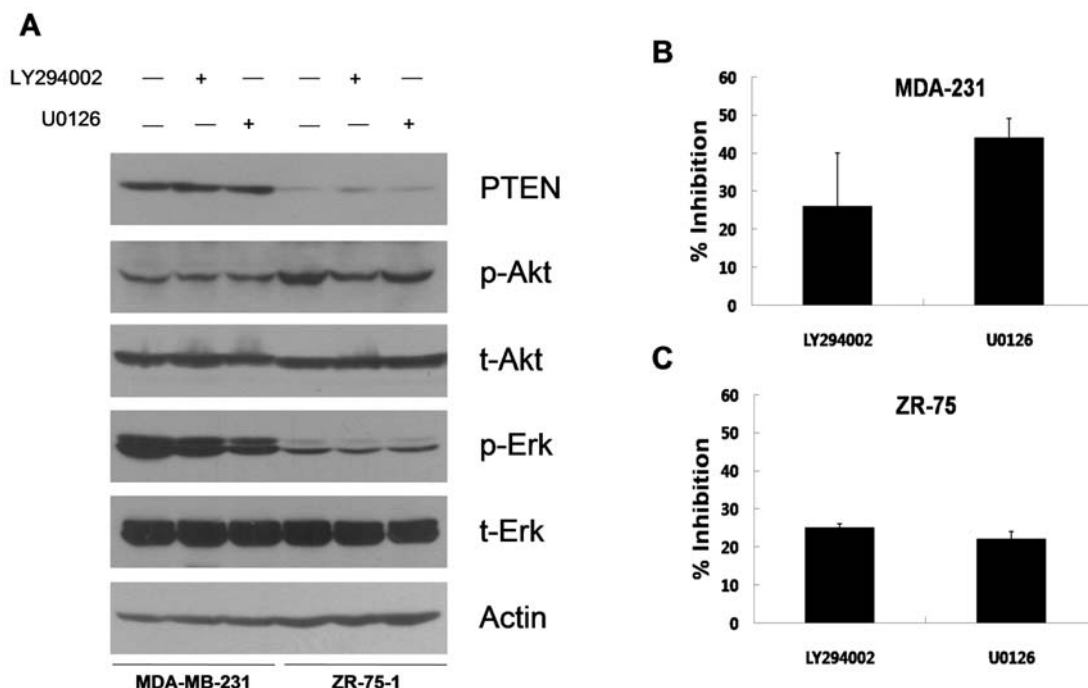 A
LY294002 — + — — + —
U0126 — — + — — +
PTEN
p-Akt
t-Akt
p-Erk
t-Erk
Actin
MDA-MB-231 ZR-75-1
B
MDA-231
% Inhibition
60
50
40
30
20
10
0
LY294002 U0126
C
ZR-75
% Inhibition
60
50
40
30
20
10
0
LY294002 U0126